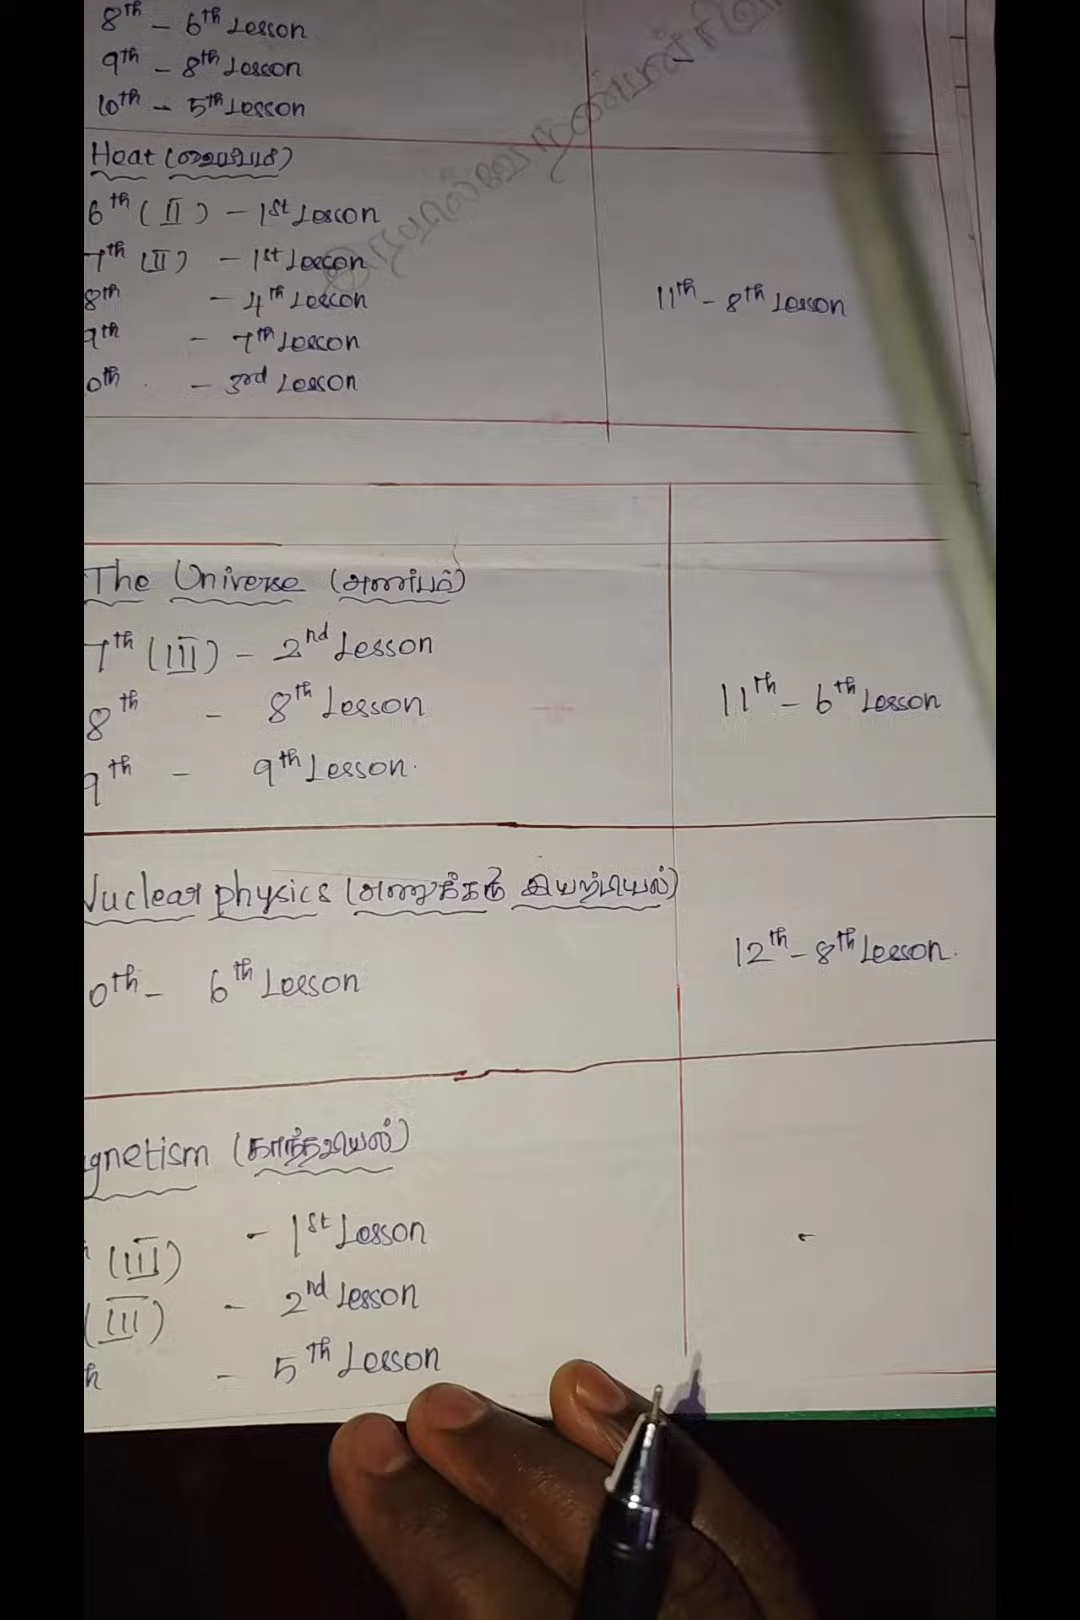 8th - 6th Lesson
9th - 8th Lesson
10th - 5th Lesson
Heat (வெப்பம்)
6th (II) - 1st Lesson
7th (II) - 1st Lesson
8th - 4th Lesson
11th - 8th Lesson
9th - 7th Lesson
0th - 3rd Lesson
The Universe (அண்டம்)
7th (III) - 2nd Lesson
8th - 8th Lesson
11th - 6th Lesson
9th - 9th Lesson.
Nuclear physics (அணுக்கரு இயற்பியல்)
12th - 8th Lesson.
0th - 6th Lesson
gnetism (காந்தவியல்)
(III) - 1st Lesson
(III) - 2nd Lesson
h - 5th Lesson